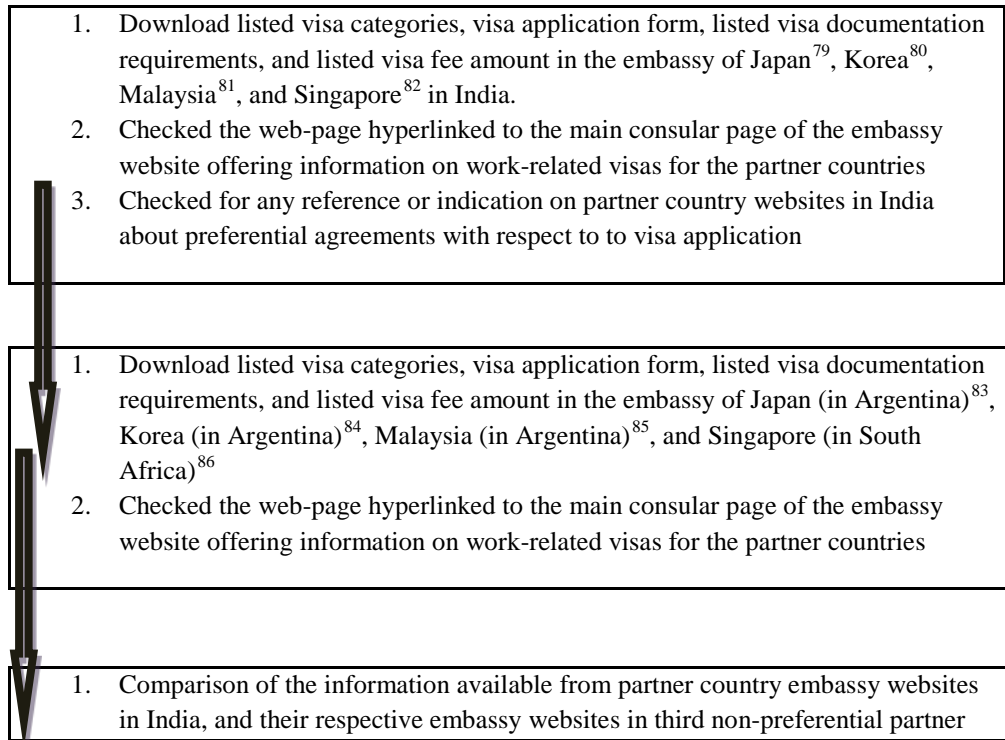 1. Download listed visa categories, visa application form, listed visa documentation
requirements, and listed visa fee amount in the embassy of Japan79, Korea80,
Malaysia81, and Singapore82 in India.
2. Checked the web-page hyperlinked to the main consular page of the embassy
website offering information on work-related visas for the partner countries
3. Checked for any reference or indication on partner country websites in India
about preferential agreements with respect to to visa application
1. Download listed visa categories, visa application form, listed visa documentation
requirements, and listed visa fee amount in the embassy of Japan (in Argentina)83,
Korea (in Argentina)84, Malaysia (in Argentina)85, and Singapore (in South
Africa)86
2. Checked the web-page hyperlinked to the main consular page of the embassy
website offering information on work-related visas for the partner countries
1. Comparison of the information available from partner country embassy websites
in India, and their respective embassy websites in third non-preferential partner